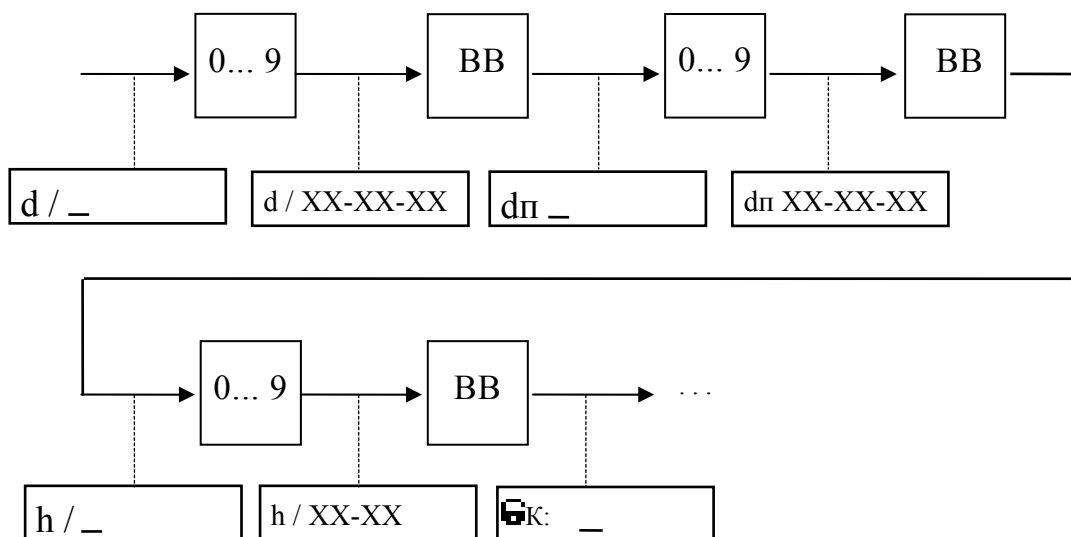 0... 9 ВВ 0... 9 ВВ
d / _ d / XX-XX-XX dп _ dп XX-XX-XX
0... 9 ВВ ...
h / _ h / XX-XX К: _